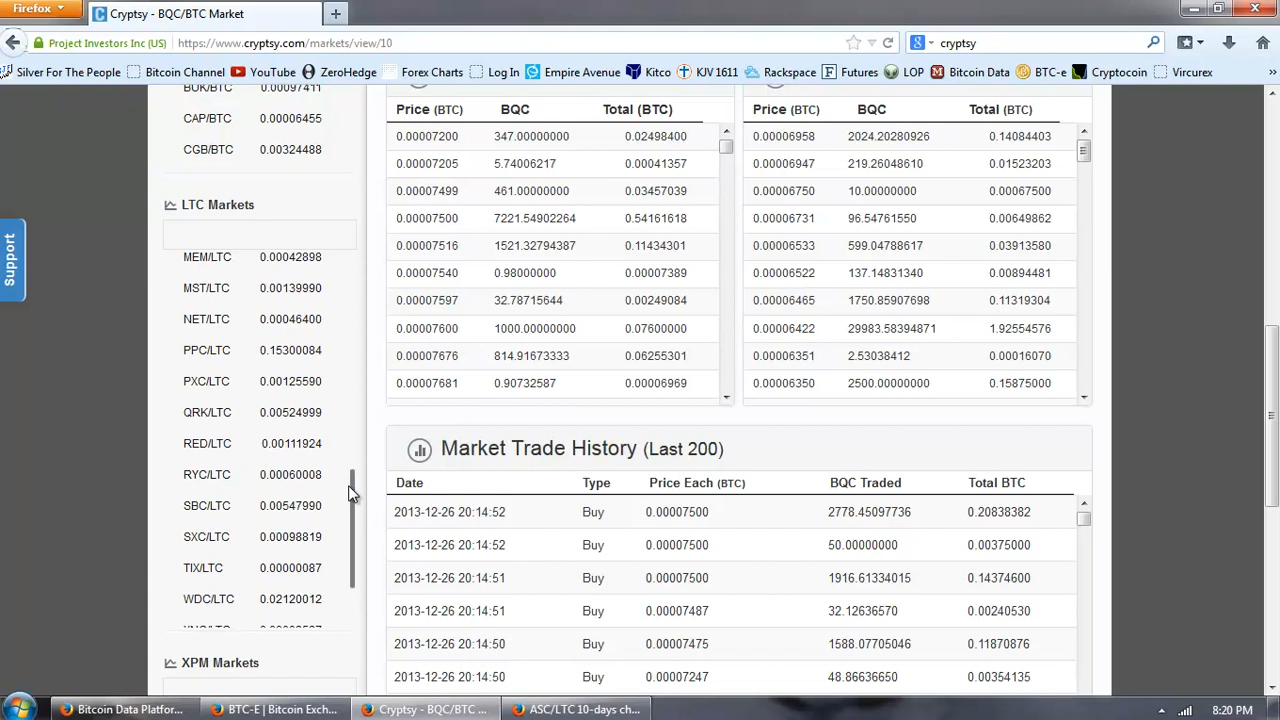 Firefox
Cryptsy - BQC/BTC Market
Project Investors Inc (US)
https://www.cryptsy.com/markets/view/10
cryptsy
Silver For The People
Bitcoin Channel
YouTube
ZeroHedge
Forex Charts
Log In
Empire Avenue
Kitco
KJV 1611
Rackspace
Futures
LOP
Bitcoin Data
BTC-e
Cryptocoin
Vircurex
Support
BUK/BTC 0.00097411
CAP/BTC 0.00006455
CGB/BTC 0.00324488
LTC Markets
MEM/LTC 0.00042898
MST/LTC 0.00139990
NET/LTC 0.00046400
PPC/LTC 0.15300084
PXC/LTC 0.00125590
QRK/LTC 0.00524999
RED/LTC 0.00111924
RYC/LTC 0.00060008
SBC/LTC 0.00547990
SXC/LTC 0.00098819
TIX/LTC 0.00000087
WDC/LTC 0.02120012
XPM Markets
Price (BTC) BQC Total (BTC)
0.00007200 347.00000000 0.02498400
0.00007205 5.74006217 0.00041357
0.00007499 461.00000000 0.03457039
0.00007500 7221.54902264 0.54161618
0.00007516 1521.32794387 0.11434301
0.00007540 0.98000000 0.00007389
0.00007597 32.78715644 0.00249084
0.00007600 1000.00000000 0.07600000
0.00007676 814.91673333 0.06255301
0.00007681 0.90732587 0.00006969
Price (BTC) BQC Total (BTC)
0.00006958 2024.20280926 0.14084403
0.00006947 219.26048610 0.01523203
0.00006750 10.00000000 0.00067500
0.00006731 96.54761550 0.00649862
0.00006533 599.04788617 0.03913580
0.00006522 137.14831340 0.00894481
0.00006465 1750.85907698 0.11319304
0.00006422 29983.58394871 1.92554576
0.00006351 2.53038412 0.00016070
0.00006350 2500.00000000 0.15875000
Market Trade History (Last 200)
Date Type Price Each (BTC) BQC Traded Total BTC
2013-12-26 20:14:52 Buy 0.00007500 2778.45097736 0.20838382
2013-12-26 20:14:52 Buy 0.00007500 50.00000000 0.00375000
2013-12-26 20:14:51 Buy 0.00007500 1916.61334015 0.14374600
2013-12-26 20:14:51 Buy 0.00007487 32.12636570 0.00240530
2013-12-26 20:14:50 Buy 0.00007475 1588.07705046 0.11870876
2013-12-26 20:14:50 Buy 0.00007247 48.86636650 0.00354135
Bitcoin Data Platfor...
BTC-E | Bitcoin Exch...
Cryptsy - BQC/BTC ...
ASC/LTC 10-days ch...
8:20 PM